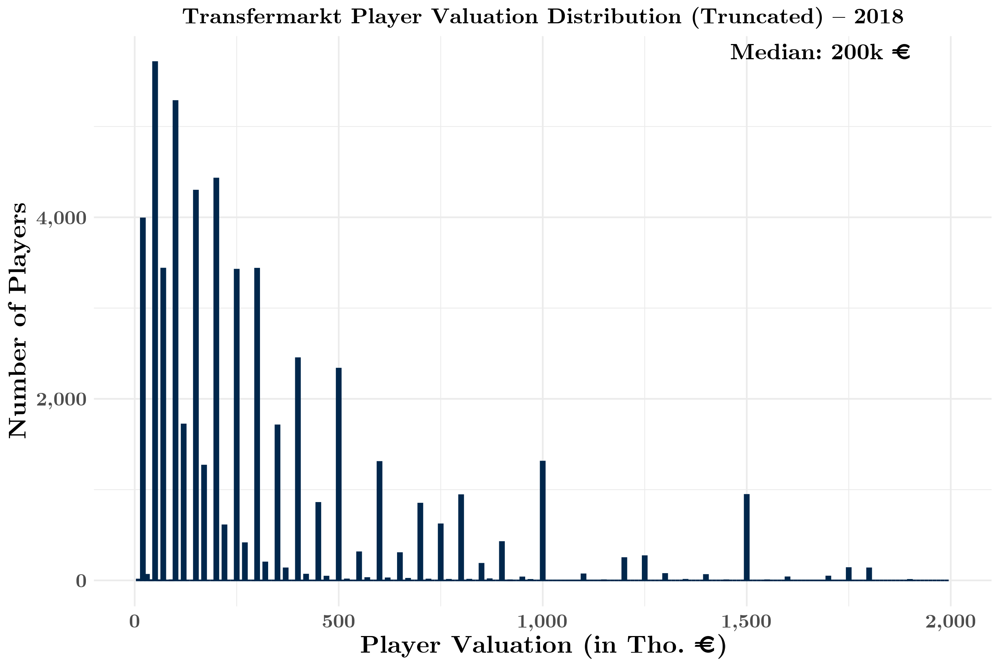 Transfermarkt Player Valuation Distribution (Truncated) – 2018
Median: 200k €
Number of Players
4,000
2,000
0
0 500 1,000 1,500 2,000
Player Valuation (in Tho. €)